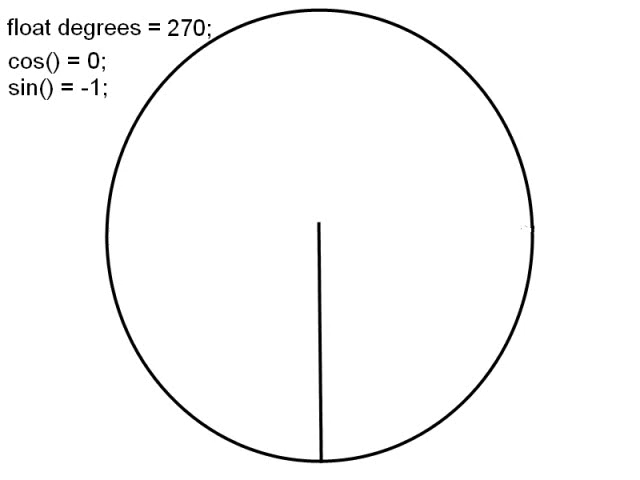 float degrees = 270;
cos() = 0;
sin() = -1;